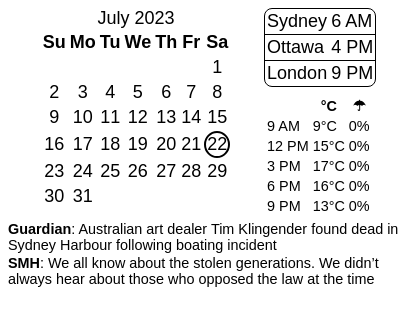 July 2023
Su Mo Tu We Th Fr Sa
1
2 3 4 5 6 7 8
9 10 11 12 13 14 15
16 17 18 19 20 21 22
23 24 25 26 27 28 29
30 31
Sydney 6 AM
Ottawa 4 PM
London 9 PM
°C ☂
9 AM 9°C 0%
12 PM 15°C 0%
3 PM 17°C 0%
6 PM 16°C 0%
9 PM 13°C 0%
Guardian: Australian art dealer Tim Klingender found dead in
Sydney Harbour following boating incident
SMH: We all know about the stolen generations. We didn’t
always hear about those who opposed the law at the time